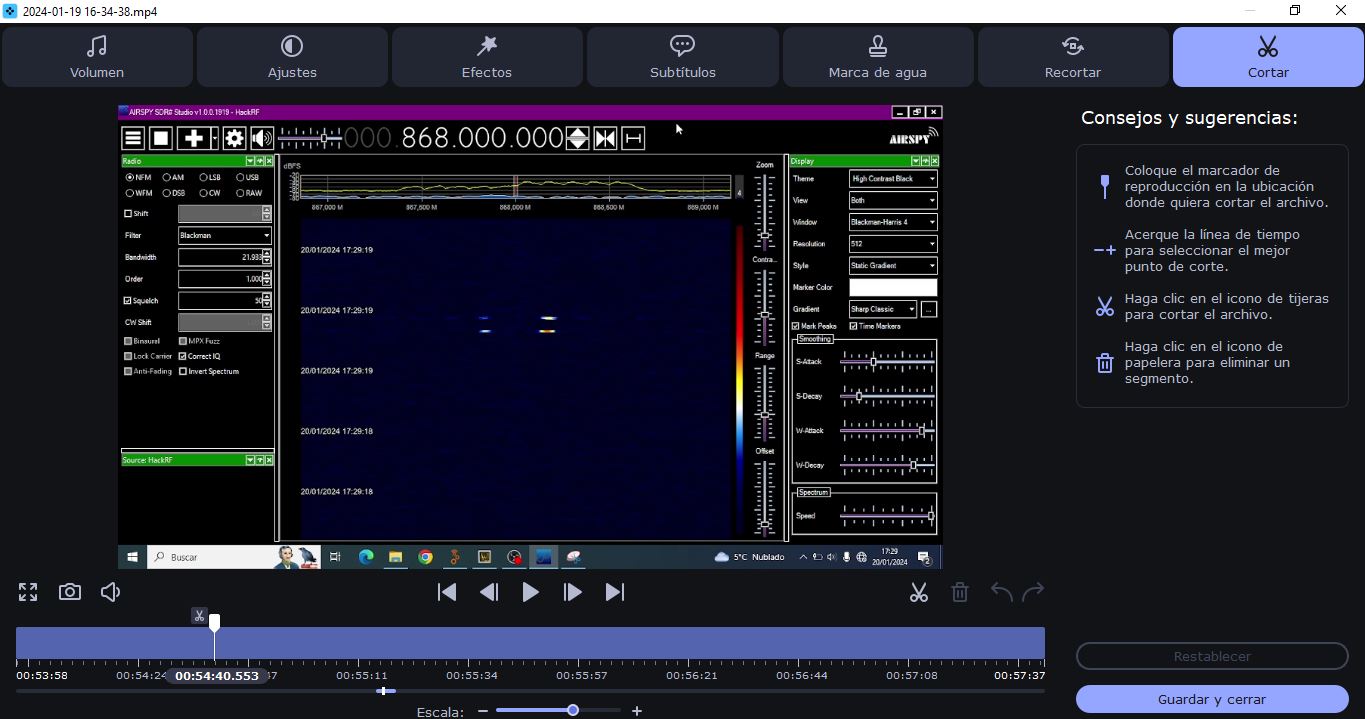 2024-01-19 16-34-38.mp4
Volumen
Ajustes
Efectos
Subtítulos
Marca de agua
Recortar
Cortar
AIRSPY SDR# Studio v1.0.0.1919 - HackRF
000.868.000.000
AIRSPY
Radio
NFM AM LSB USB
WFM DSB CW RAW
Shift
Filter Blackman
Bandwidth
Order 1,000
Squelch 50
CW Shift
Binaural MPX Fuzz
Lock Carrier Correct IQ
Anti-Fading Invert Spectrum
Source: HackRF
dBFS
4
867,000 M 867,500 M 868,000 M 868,500 M 869,000 M
20/01/2024 17:29:19
20/01/2024 17:29:19
20/01/2024 17:29:19
20/01/2024 17:29:18
20/01/2024 17:29:18
Zoom
Contra...
Range
Offset
Display
Theme High Contrast Black
View Both
Window Blackman-Harris 4
Resolution 512
Style Static Gradient
Marker Color
Gradient Sharp Classic ...
Mark Peaks Time Markers
Smoothing
S-Attack
S-Decay
W-Attack
W-Decay
Spectrum
Speed
Buscar
5°C Nublado
17:29
20/01/2024
2
Consejos y sugerencias:
Coloque el marcador de
reproducción en la ubicación
donde quiera cortar el archivo.
Acerque la línea de tiempo
para seleccionar el mejor
punto de corte.
Haga clic en el icono de tijeras
para cortar el archivo.
Haga clic en el icono de
papelera para eliminar un
segmento.
00:53:58 00:54:24 00:54:40.553 47 00:55:11 00:55:34 00:55:57 00:56:21 00:56:44 00:57:08 00:57:37
Escala:
Restablecer
Guardar y cerrar